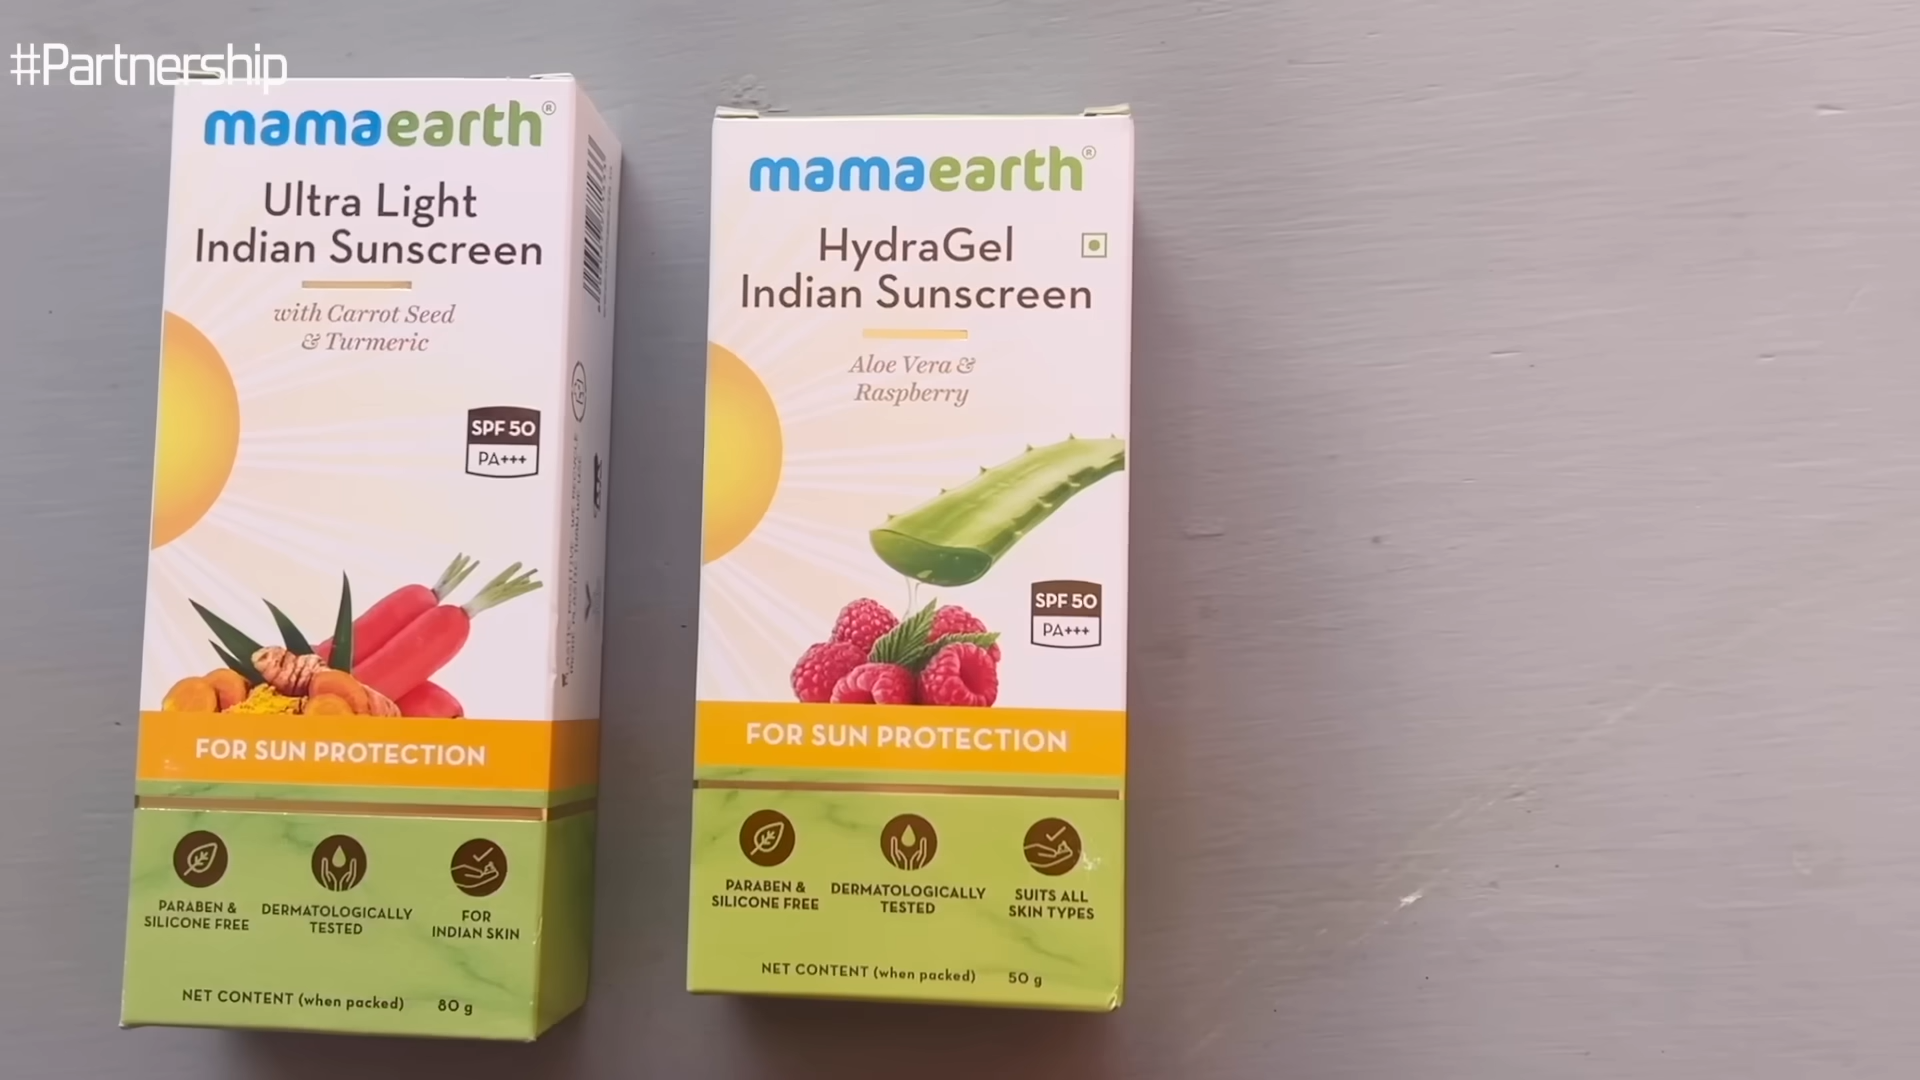 #Partnership
mamaearth®
Ultra Light
Indian Sunscreen
with Carrot Seed
& Turmeric
SPF 50
PA+++
FOR SUN PROTECTION
PARABEN &
SILICONE FREE
DERMATOLOGICALLY
TESTED
FOR
INDIAN SKIN
NET CONTENT (when packed) 80 g
mamaearth®
HydraGel
Indian Sunscreen
Aloe Vera &
Raspberry
SPF 50
PA+++
FOR SUN PROTECTION
PARABEN &
SILICONE FREE
DERMATOLOGICALLY
TESTED
SUITS ALL
SKIN TYPES
NET CONTENT (when packed) 50 g